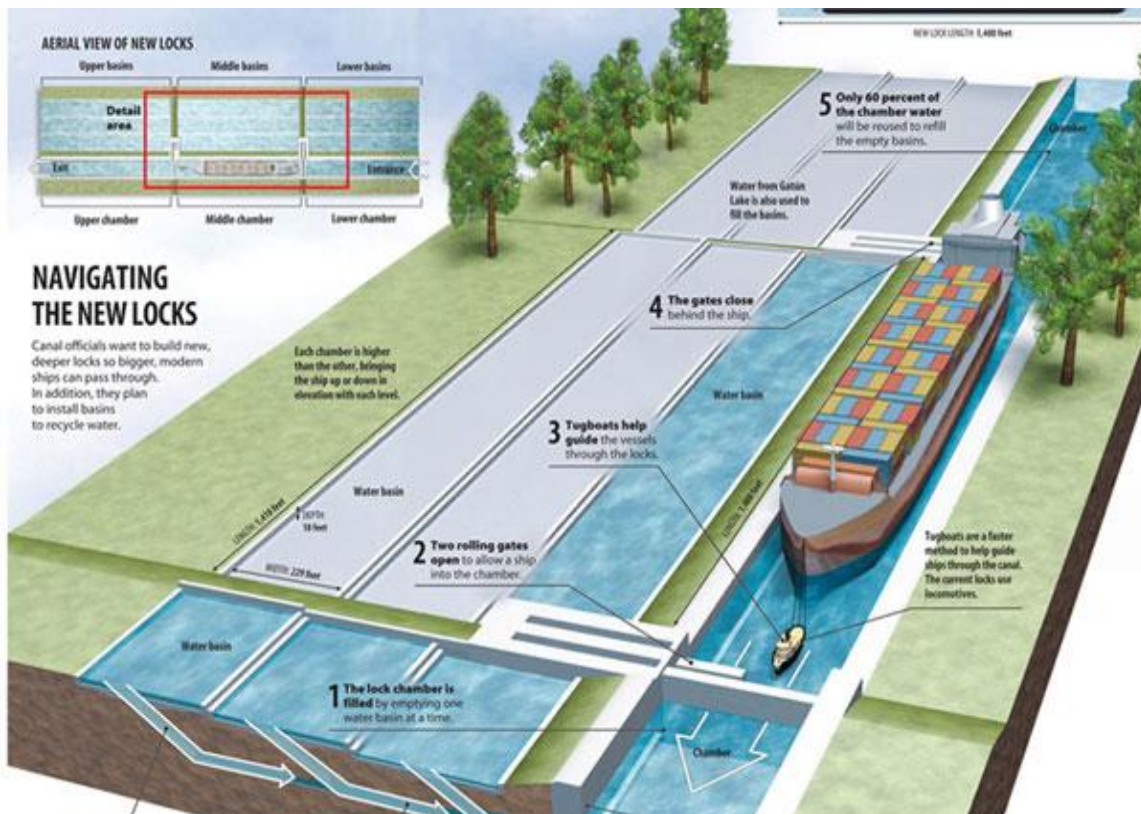 AERIAL VIEW OF NEW LOCKS
Upper basins
Middle basins
Lower basins
Detail
area
Exit
Entrance
Upper chamber
Middle chamber
Lower chamber
NEW LOCK LENGTH: 1,400 feet
NAVIGATING
THE NEW LOCKS
Canal officials want to build new,
deeper locks so bigger, modern
ships can pass through.
In addition, they plan
to install basins
to recycle water.
5 Only 60 percent of
the chamber water
will be reused to refill
the empty basins.
Chamber
Water from Gatún
Lake is also used to
fill the basins.
4 The gates close
behind the ship.
Each chamber is higher
than the other, bringing
the ship up or down in
elevation with each level.
Water basin
3 Tugboats help
guide the vessels
through the locks.
Water basin
LENGTH: 1,410 feet
DEPTH:
18 feet
WIDTH: 229 feet
LENGTH: 1,400 feet
2 Two rolling gates
open to allow a ship
into the chamber.
Tugboats are a faster
method to help guide
ships through the canal.
The current locks use
locomotives.
Water basin
1 The lock chamber is
filled by emptying one
water basin at a time.
Chamber